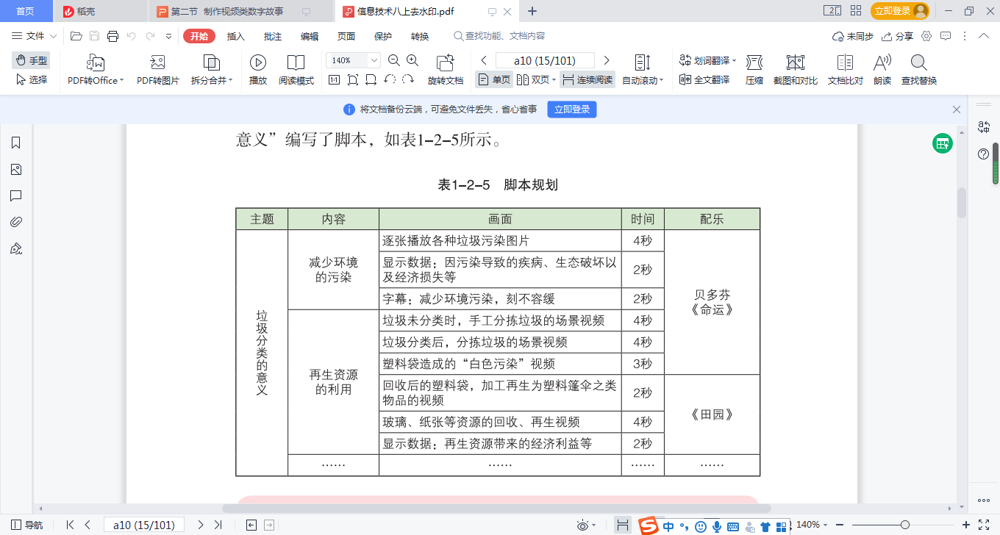 首页
稻壳
第二节 制作视频类数字故事
信息技术八上去水印.pdf
2
立即登录
文件
开始
插入
批注
编辑
页面
保护
转换
查找功能、文档内容
未同步
分享
手型
选择
PDF转Office
PDF转图片
拆分合并
播放
阅读模式
140%
旋转文档
a10 (15/101)
单页
双页
连续阅读
自动滚动
划词翻译
全文翻译
压缩
截图和对比
文档比对
朗读
查找替换
将文档备份云端，可避免文件丢失，省心省事
立即登录
意义”编写了脚本，如表1-2-5所示。
表1-2-5 脚本规划
主题 内容 画面 时间 配乐
垃圾分类的意义
减少环境
的污染
逐张播放各种垃圾污染图片 4秒
显示数据：因污染导致的疾病、生态破坏以
及经济损失等
2秒
字幕：减少环境污染，刻不容缓 2秒
贝多芬
《命运》
再生资源
的利用
垃圾未分类时，手工分拣垃圾的场景视频 4秒
垃圾分类后，分拣垃圾的场景视频 4秒
塑料袋造成的“白色污染”视频 3秒
回收后的塑料袋，加工再生为塑料篷伞之类
物品的视频
2秒
玻璃、纸张等资源的回收、再生视频 4秒
显示数据：再生资源带来的经济利益等 2秒
《田园》
…… …… …… ……
导航
a10 (15/101)
中
140%